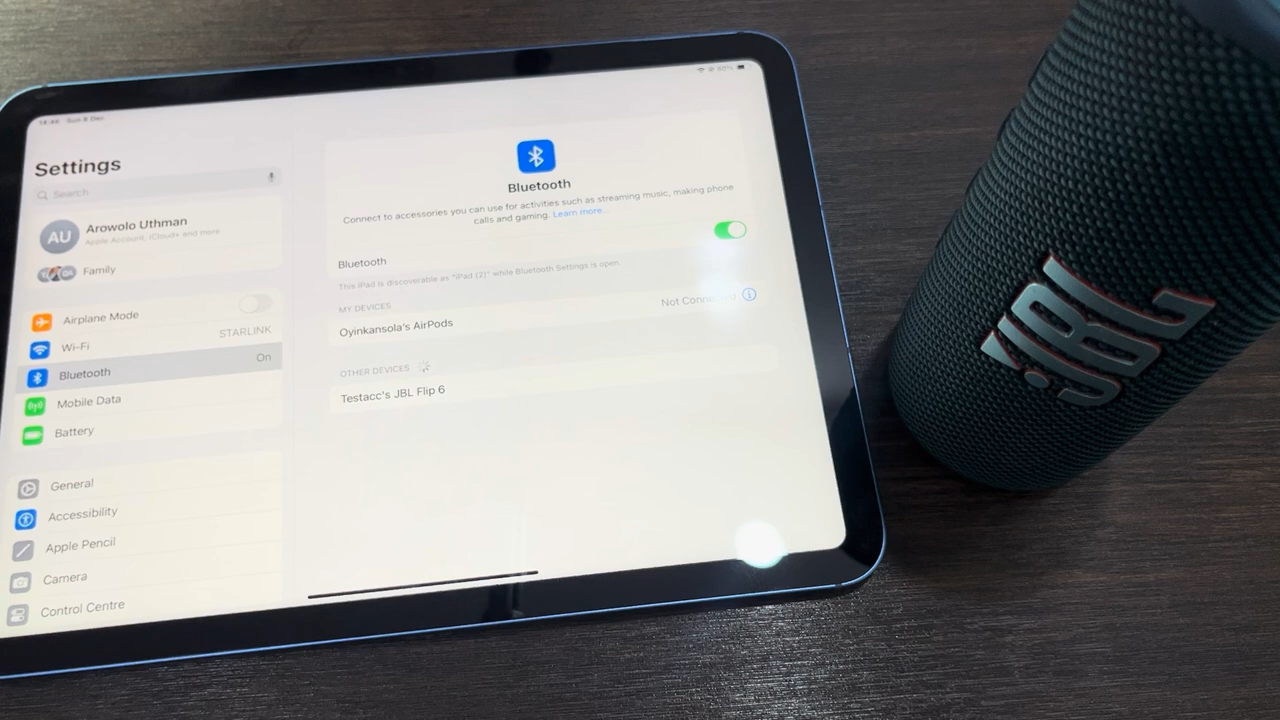 Sun 8 Dec
Settings
Search
AU
Arowolo Uthman
Apple Account, iCloud+ and more
Family
Airplane Mode
Wi-Fi
STARLINK
Bluetooth
On
Mobile Data
Battery
General
Accessibility
Apple Pencil
Camera
Control Centre
Bluetooth
Connect to accessories you can use for activities such as streaming music, making phone
calls and gaming. Learn more...
Bluetooth
This iPad is discoverable as "iPad (2)" while Bluetooth Settings is open.
MY DEVICES
Oyinkansola's AirPods
Not Connected
OTHER DEVICES
Testacc's JBL Flip 6
JBL